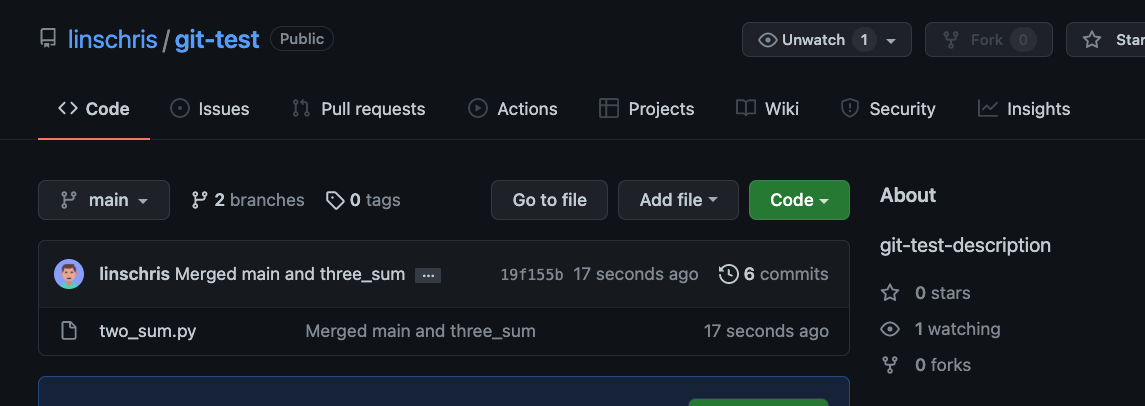 linschris / git-test Public
Unwatch 1 Fork 0
Code Issues Pull requests Actions Projects Wiki Security Insights
main 2 branches 0 tags Go to file Add file Code
linschris Merged main and three_sum ... 19f155b 17 seconds ago 6 commits
two_sum.py Merged main and three_sum 17 seconds ago
About
git-test-description
0 stars
1 watching
0 forks